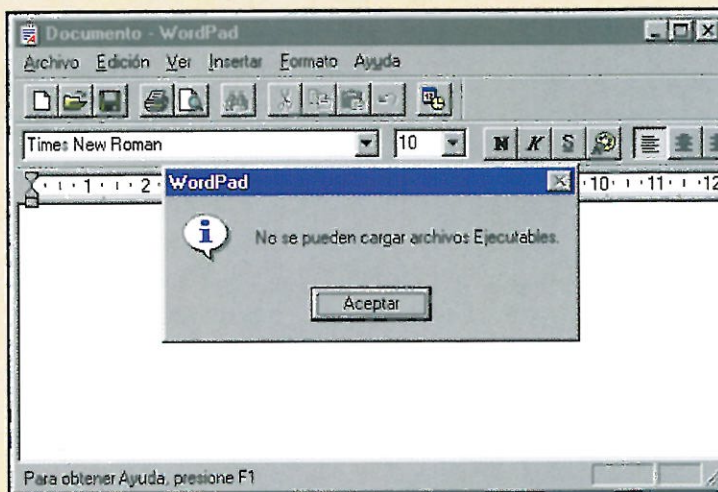 Documento - WordPad
Archivo Edición Ver Insertar Formato Ayuda
Times New Roman 10 N K S
1 2 10 11 12
WordPad
No se pueden cargar archivos Ejecutables.
Aceptar
Para obtener Ayuda, presione F1